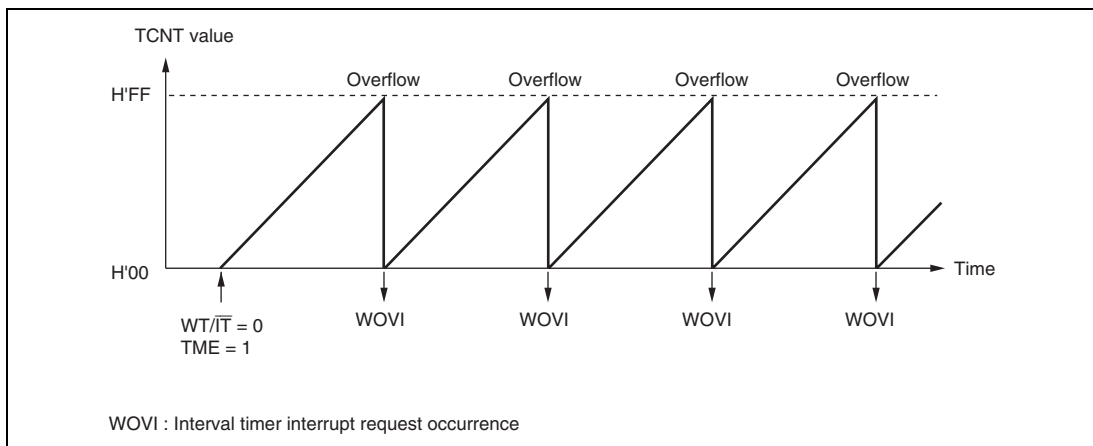 TCNT value
Overflow Overflow Overflow Overflow
H'FF
H'00
Time
WT/I̅T̅ = 0
TME = 1
WOVI WOVI WOVI WOVI
WOVI : Interval timer interrupt request occurrence